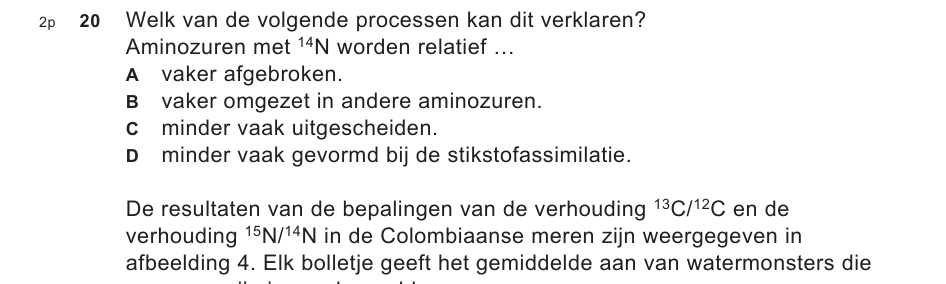 2p 20 Welk van de volgende processen kan dit verklaren?
Aminozuren met ¹⁴N worden relatief …
A vaker afgebroken.
B vaker omgezet in andere aminozuren.
C minder vaak uitgescheiden.
D minder vaak gevormd bij de stikstofassimilatie.
De resultaten van de bepalingen van de verhouding ¹³C/¹²C en de
verhouding ¹⁵N/¹⁴N in de Colombiaanse meren zijn weergegeven in
afbeelding 4. Elk bolletje geeft het gemiddelde aan van watermonsters die